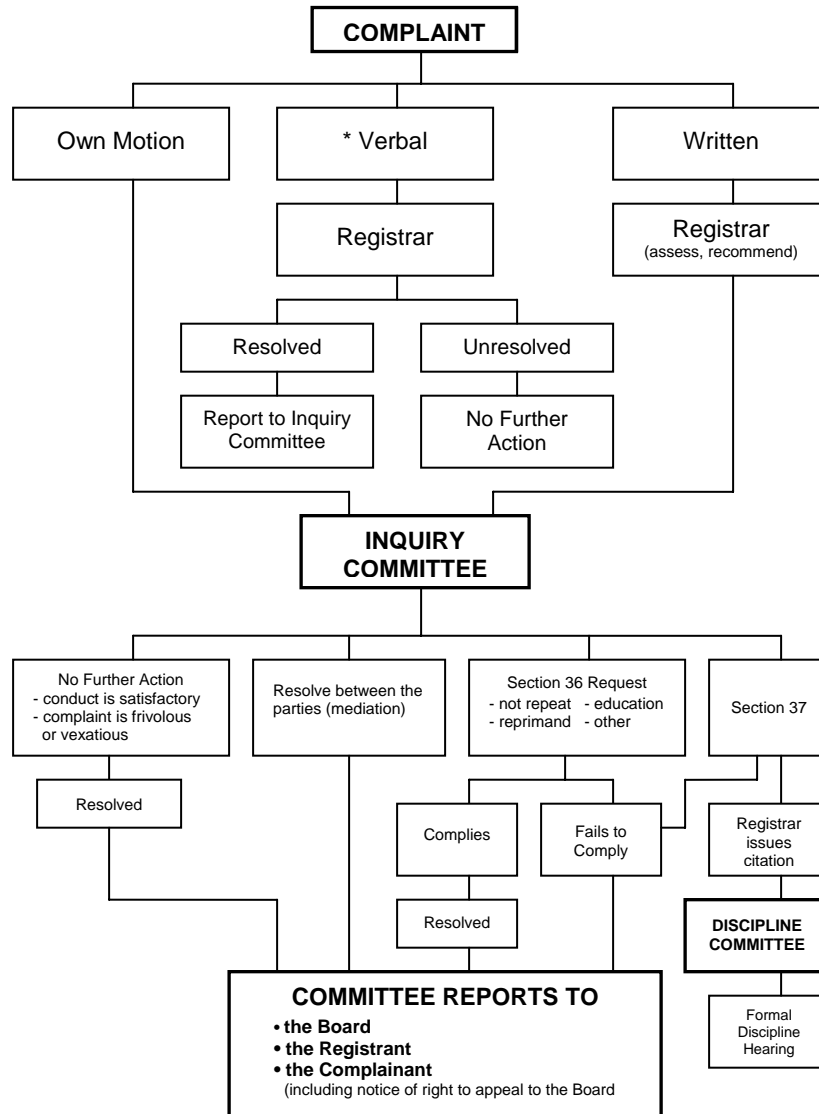 COMPLAINT
Own Motion
* Verbal
Written
Registrar
Registrar
(assess, recommend)
Resolved
Unresolved
Report to Inquiry
Committee
No Further
Action
INQUIRY
COMMITTEE
No Further Action
- conduct is satisfactory
- complaint is frivolous
or vexatious
Resolve between the
parties (mediation)
Section 36 Request
- not repeat - education
- reprimand - other
Section 37
Resolved
Complies
Fails to
Comply
Registrar
issues
citation
Resolved
DISCIPLINE
COMMITTEE
COMMITTEE REPORTS TO
• the Board
• the Registrant
• the Complainant
(including notice of right to appeal to the Board
Formal
Discipline
Hearing